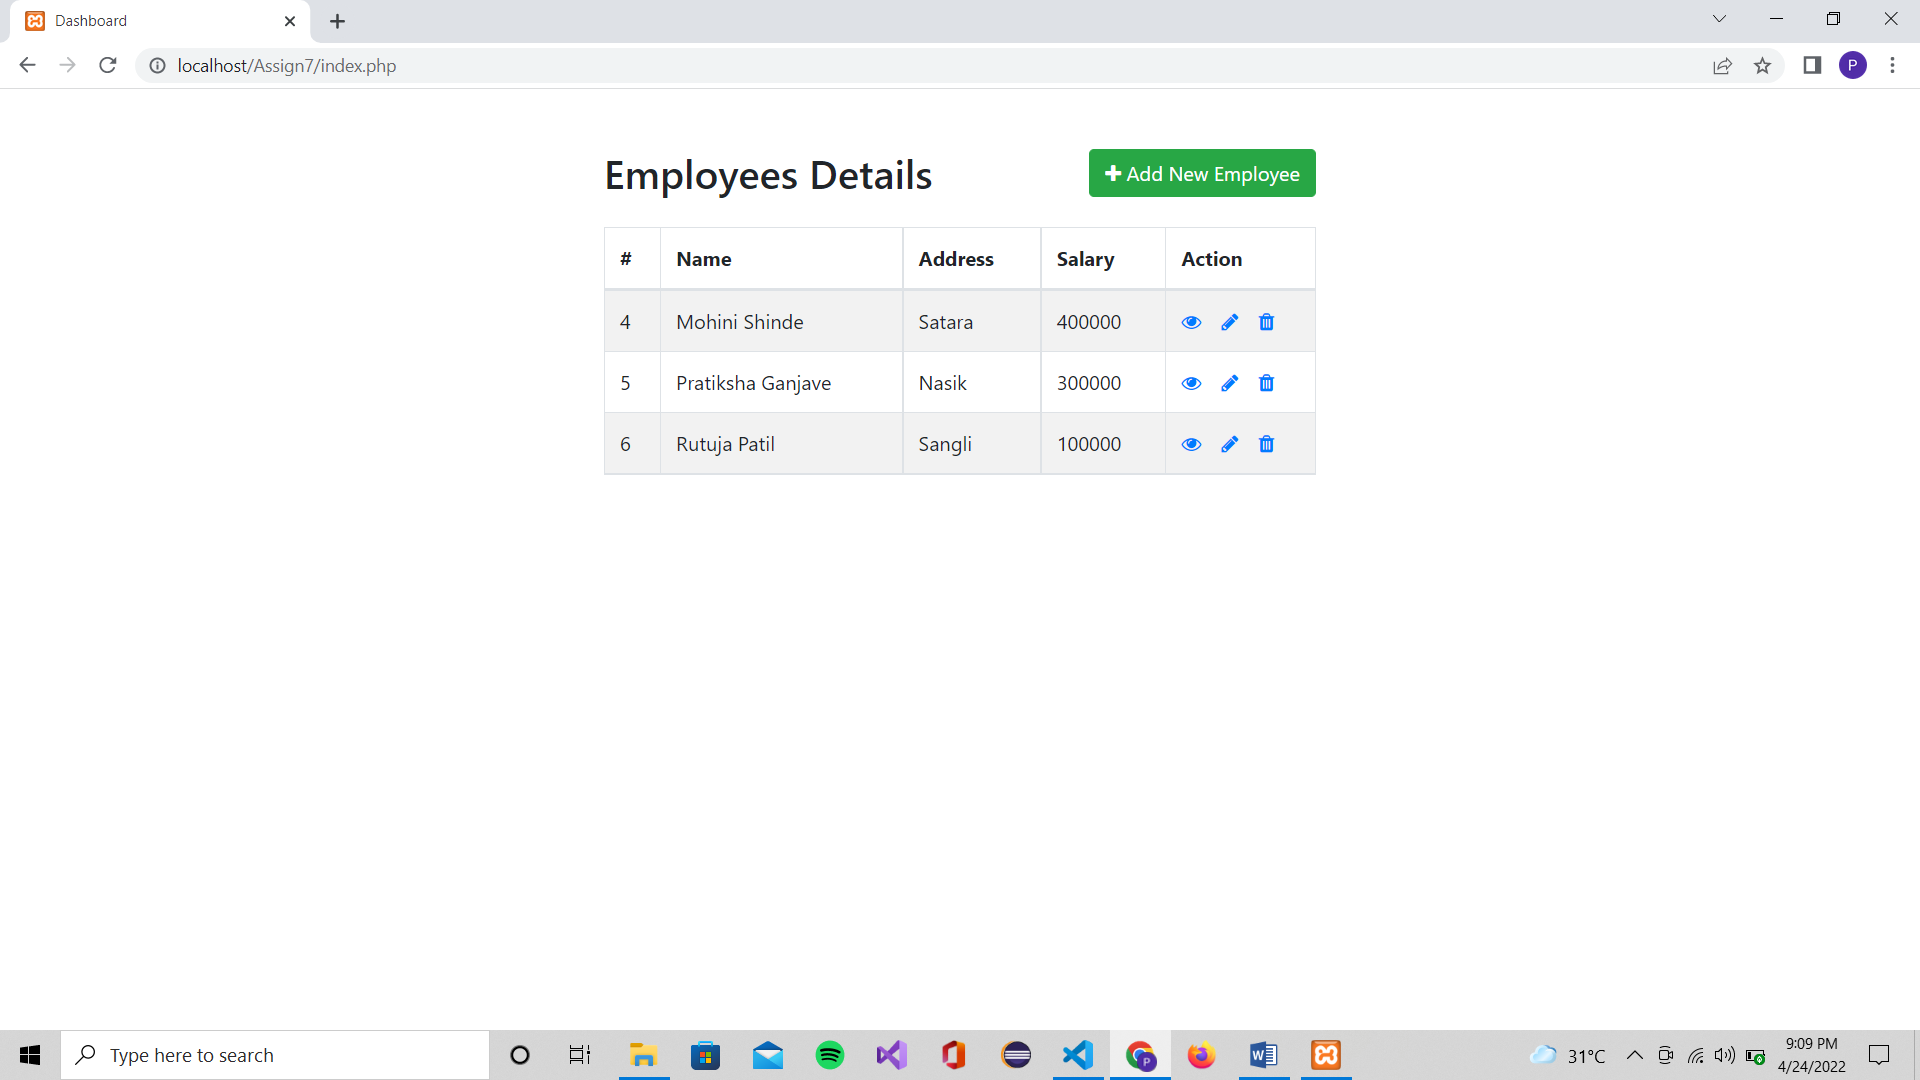 Dashboard
localhost/Assign7/index.php
P
Employees Details
Add New Employee
# Name Address Salary Action
4 Mohini Shinde Satara 400000
5 Pratiksha Ganjave Nasik 300000
6 Rutuja Patil Sangli 100000
Type here to search
P
W
31°C
9:09 PM
4/24/2022